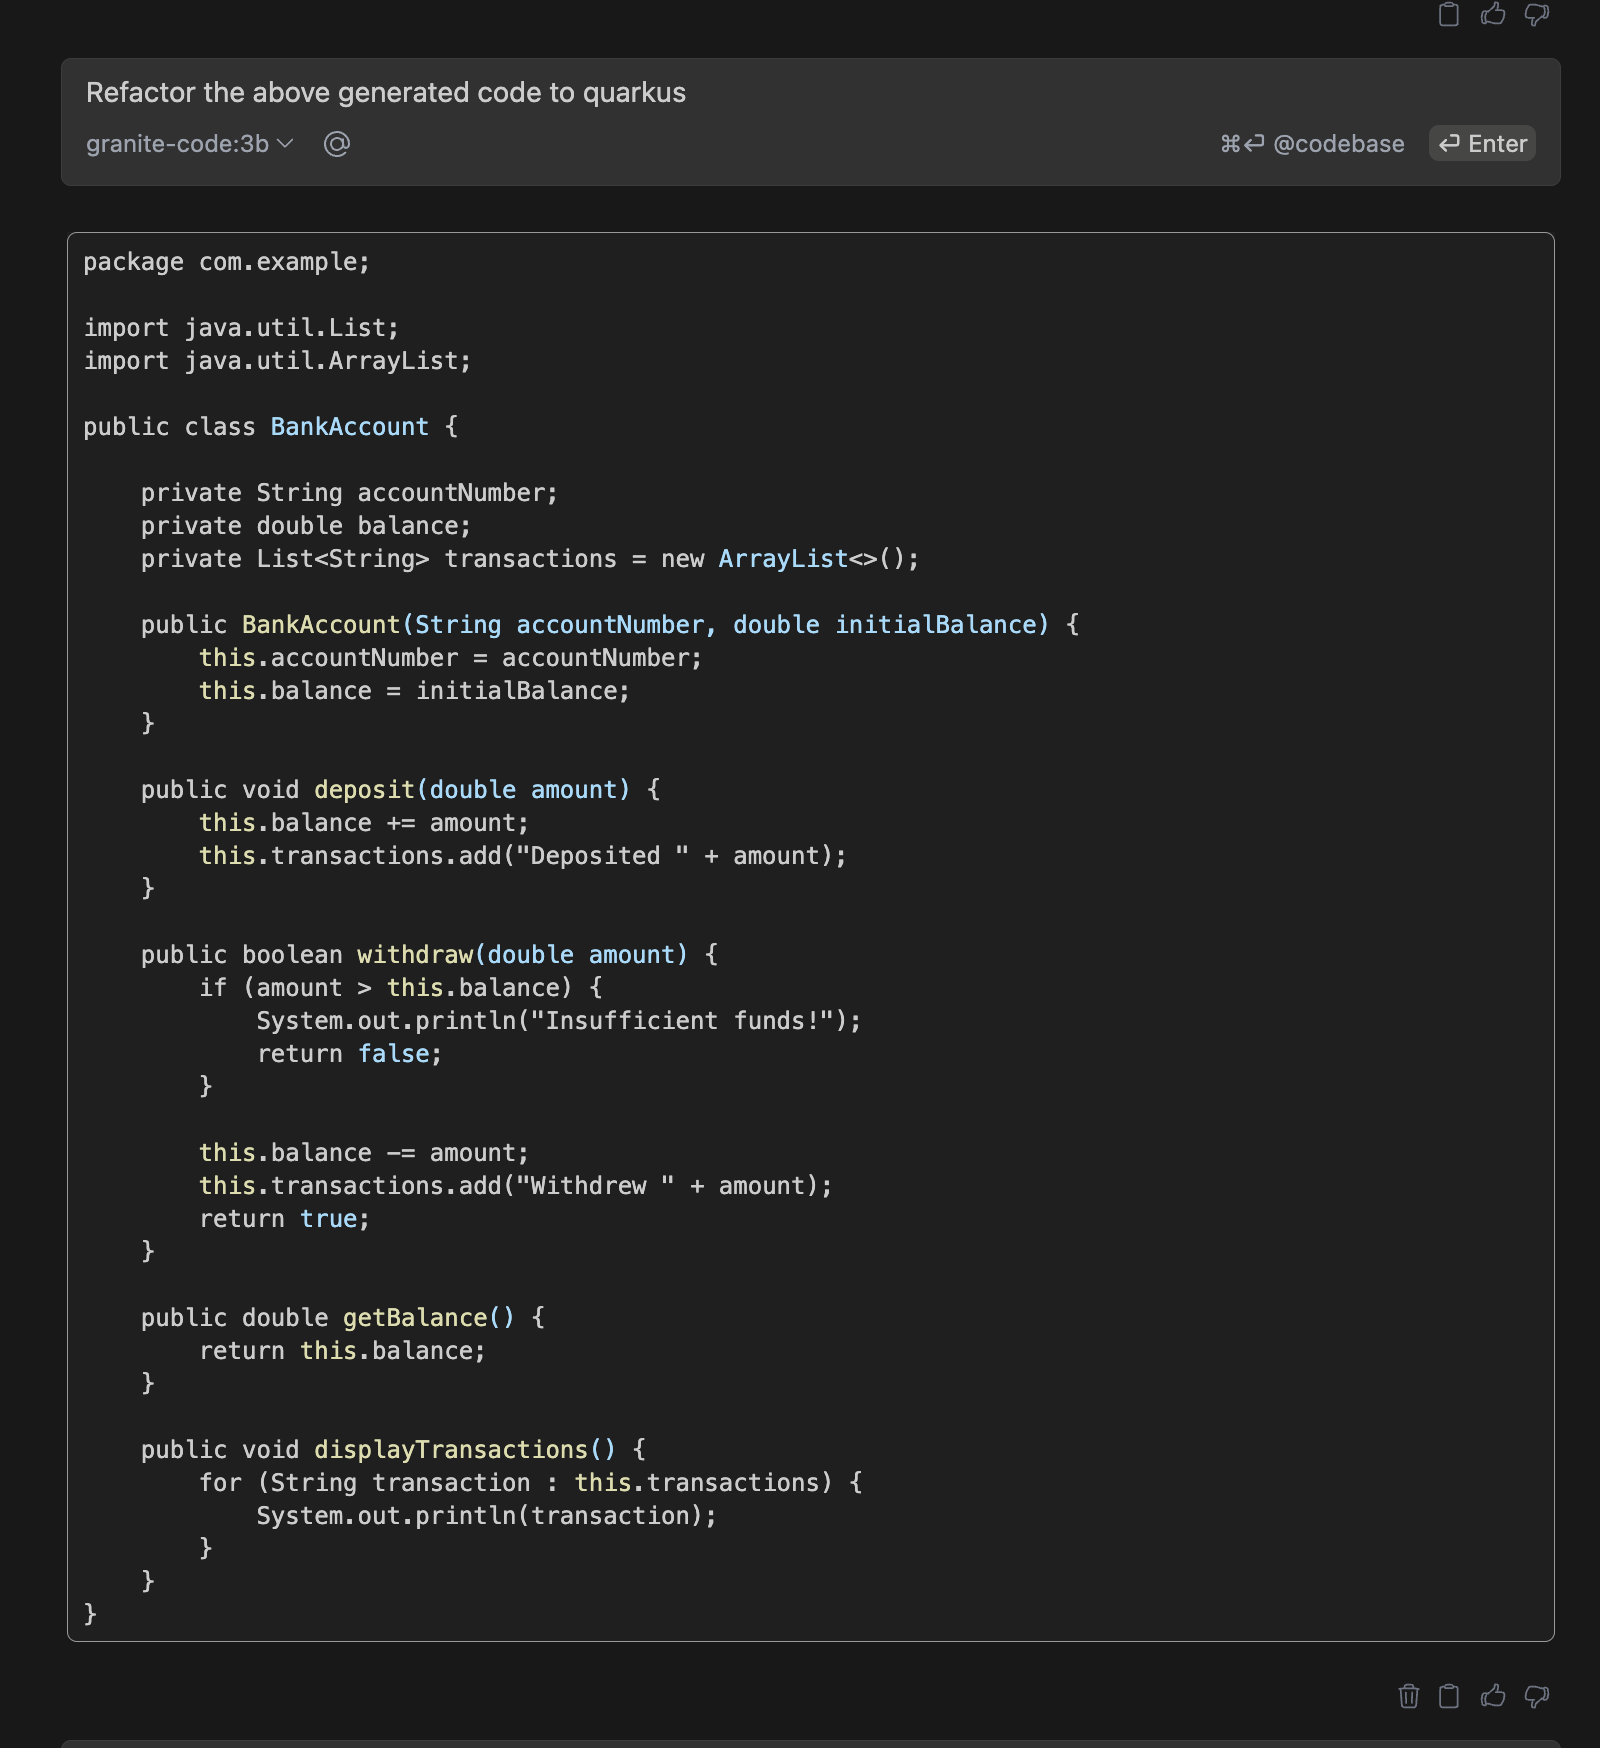 Refactor the above generated code to quarkus
granite-code:3b @ ⌘⏎ @codebase ⏎ Enter
package com.example;

import java.util.List;
import java.util.ArrayList;

public class BankAccount {

    private String accountNumber;
    private double balance;
    private List<String> transactions = new ArrayList<>();

    public BankAccount(String accountNumber, double initialBalance) {
        this.accountNumber = accountNumber;
        this.balance = initialBalance;
    }

    public void deposit(double amount) {
        this.balance += amount;
        this.transactions.add("Deposited " + amount);
    }

    public boolean withdraw(double amount) {
        if (amount > this.balance) {
            System.out.println("Insufficient funds!");
            return false;
        }

        this.balance -= amount;
        this.transactions.add("Withdrew " + amount);
        return true;
    }

    public double getBalance() {
        return this.balance;
    }

    public void displayTransactions() {
        for (String transaction : this.transactions) {
            System.out.println(transaction);
        }
    }
}